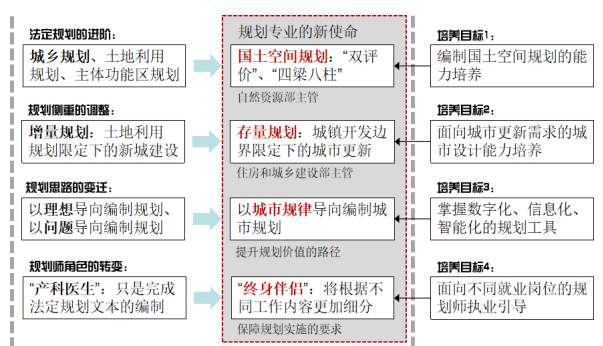 法定规划的进阶：
城乡规划、土地利用
规划、主体功能区规划
规划侧重的调整：
增量规划：土地利用
规划限定下的新城建设
规划思路的变迁：
以理想导向编制规划、
以问题导向编制规划
规划师角色的转变：
“产科医生”：只是完成
法定规划文本的编制
规划专业的新使命
国土空间规划：“双评
价”、“四梁八柱”
自然资源部主管
存量规划：城镇开发边
界限定下的城市更新
住房和城乡建设部主管
以城市规律导向编制城
市规划
提升规划价值的路径
“终身伴侣”：将根据
不同工作内容更加细分
保障规划实施的要求
培养目标1：
编制国土空间规划的能
力培养
培养目标2：
面向城市更新需求的城
市设计能力培养
培养目标3：
掌握数字化、信息化、
智能化的规划工具
培养目标4：
面向不同就业岗位的规
划师执业引导